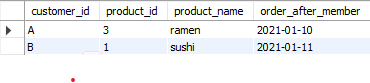 customer_id product_id product_name order_after_member
A 3 ramen 2021-01-10
B 1 sushi 2021-01-11